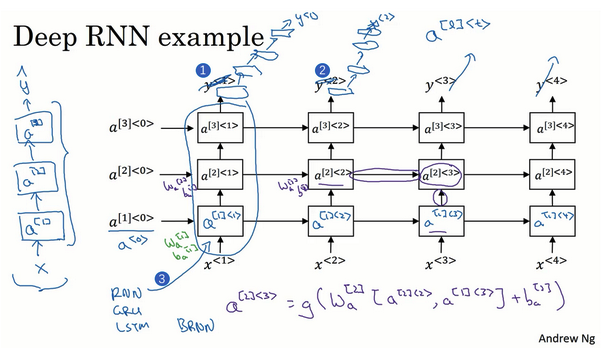 Deep RNN example
a^[l]<t>
ŷ
1 y<1> 2 y<2> y<3> y<4>
a[3]<0> a[3]<1> a[3]<2> a[3]<3> a[3]<4>
a[2]<0> a[2]<1> a[2]<2> a[2]<3> a[2]<4>
W_a^[2] b_a^[2]
a[1]<0> a[1]<1> a[1]<2> a[1]<3> a[1]<4>
a^[1]
a^[0]
W_a^[1]
b_a^[1]
X x<1> x<2> x<3> x<4>
3
RNN
GRU
LSTM BRNN
a^[2]<3> = g(W_a^[2] [a^[2]<2>, a^[1]<3>] + b_a^[2])
Andrew Ng